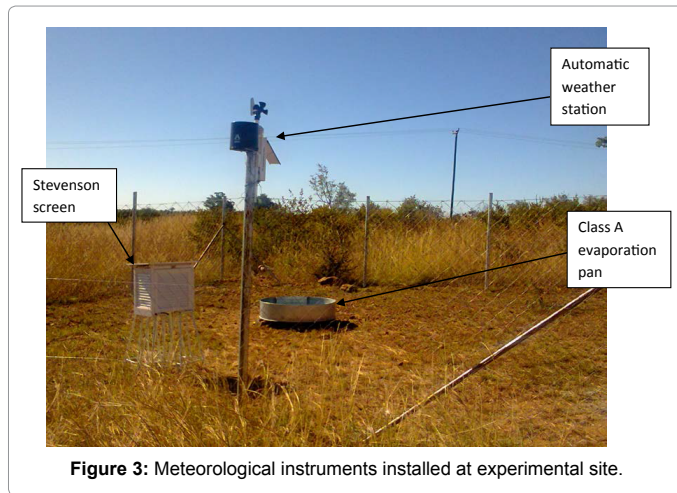 Automatic
weather
station
Stevenson
screen
Class A
evaporation
pan
Figure 3: Meteorological instruments installed at experimental site.